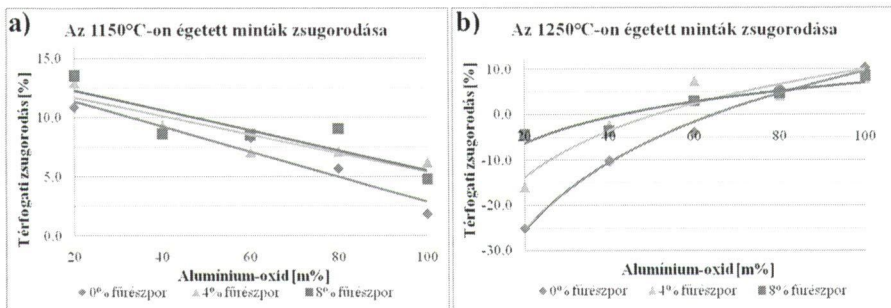 a)
Az 1150°C-on égetett minták zsugorodása
Térfogati zsugorodás [%]
15.0
10.0
5.0
0.0
20
40
60
80
100
Alumínium-oxid [m%]
0% fűrészpor
4% fűrészpor
8% fűrészpor
b)
Az 1250°C-on égetett minták zsugorodása
Térfogati zsugorodás [%]
10.0
0.0
-10.0
-20.0
-30.0
20
40
60
80
100
Alumínium-oxid [m%]
0% fűrészpor
4% fűrészpor
8% fűrészpor